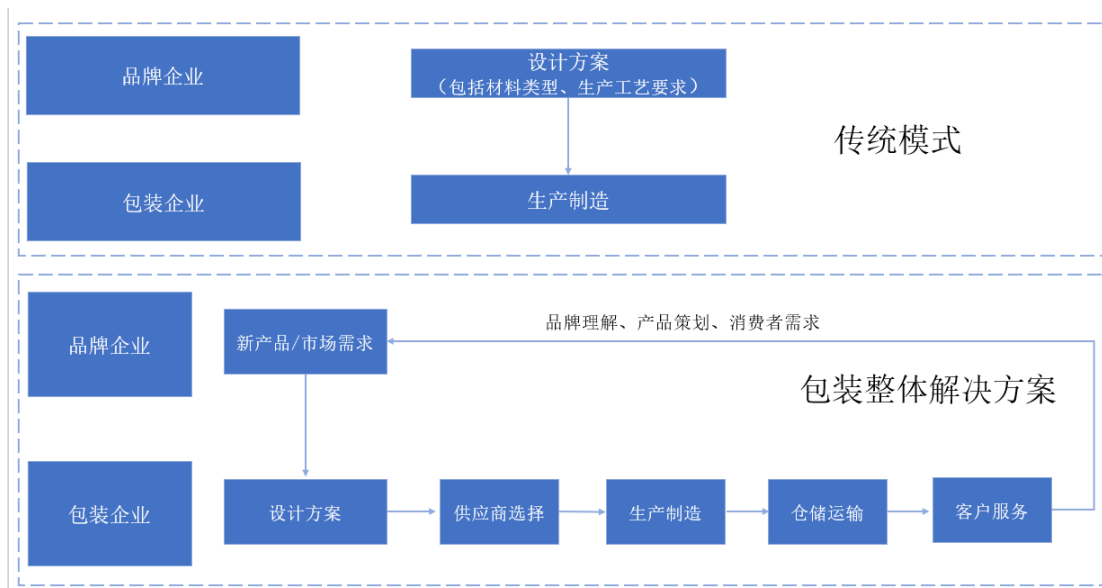 品牌企业
设计方案
（包括材料类型、生产工艺要求）
传统模式
包装企业
生产制造
品牌企业
新产品/市场需求
品牌理解、产品策划、消费者需求
包装整体解决方案
包装企业
设计方案
供应商选择
生产制造
仓储运输
客户服务